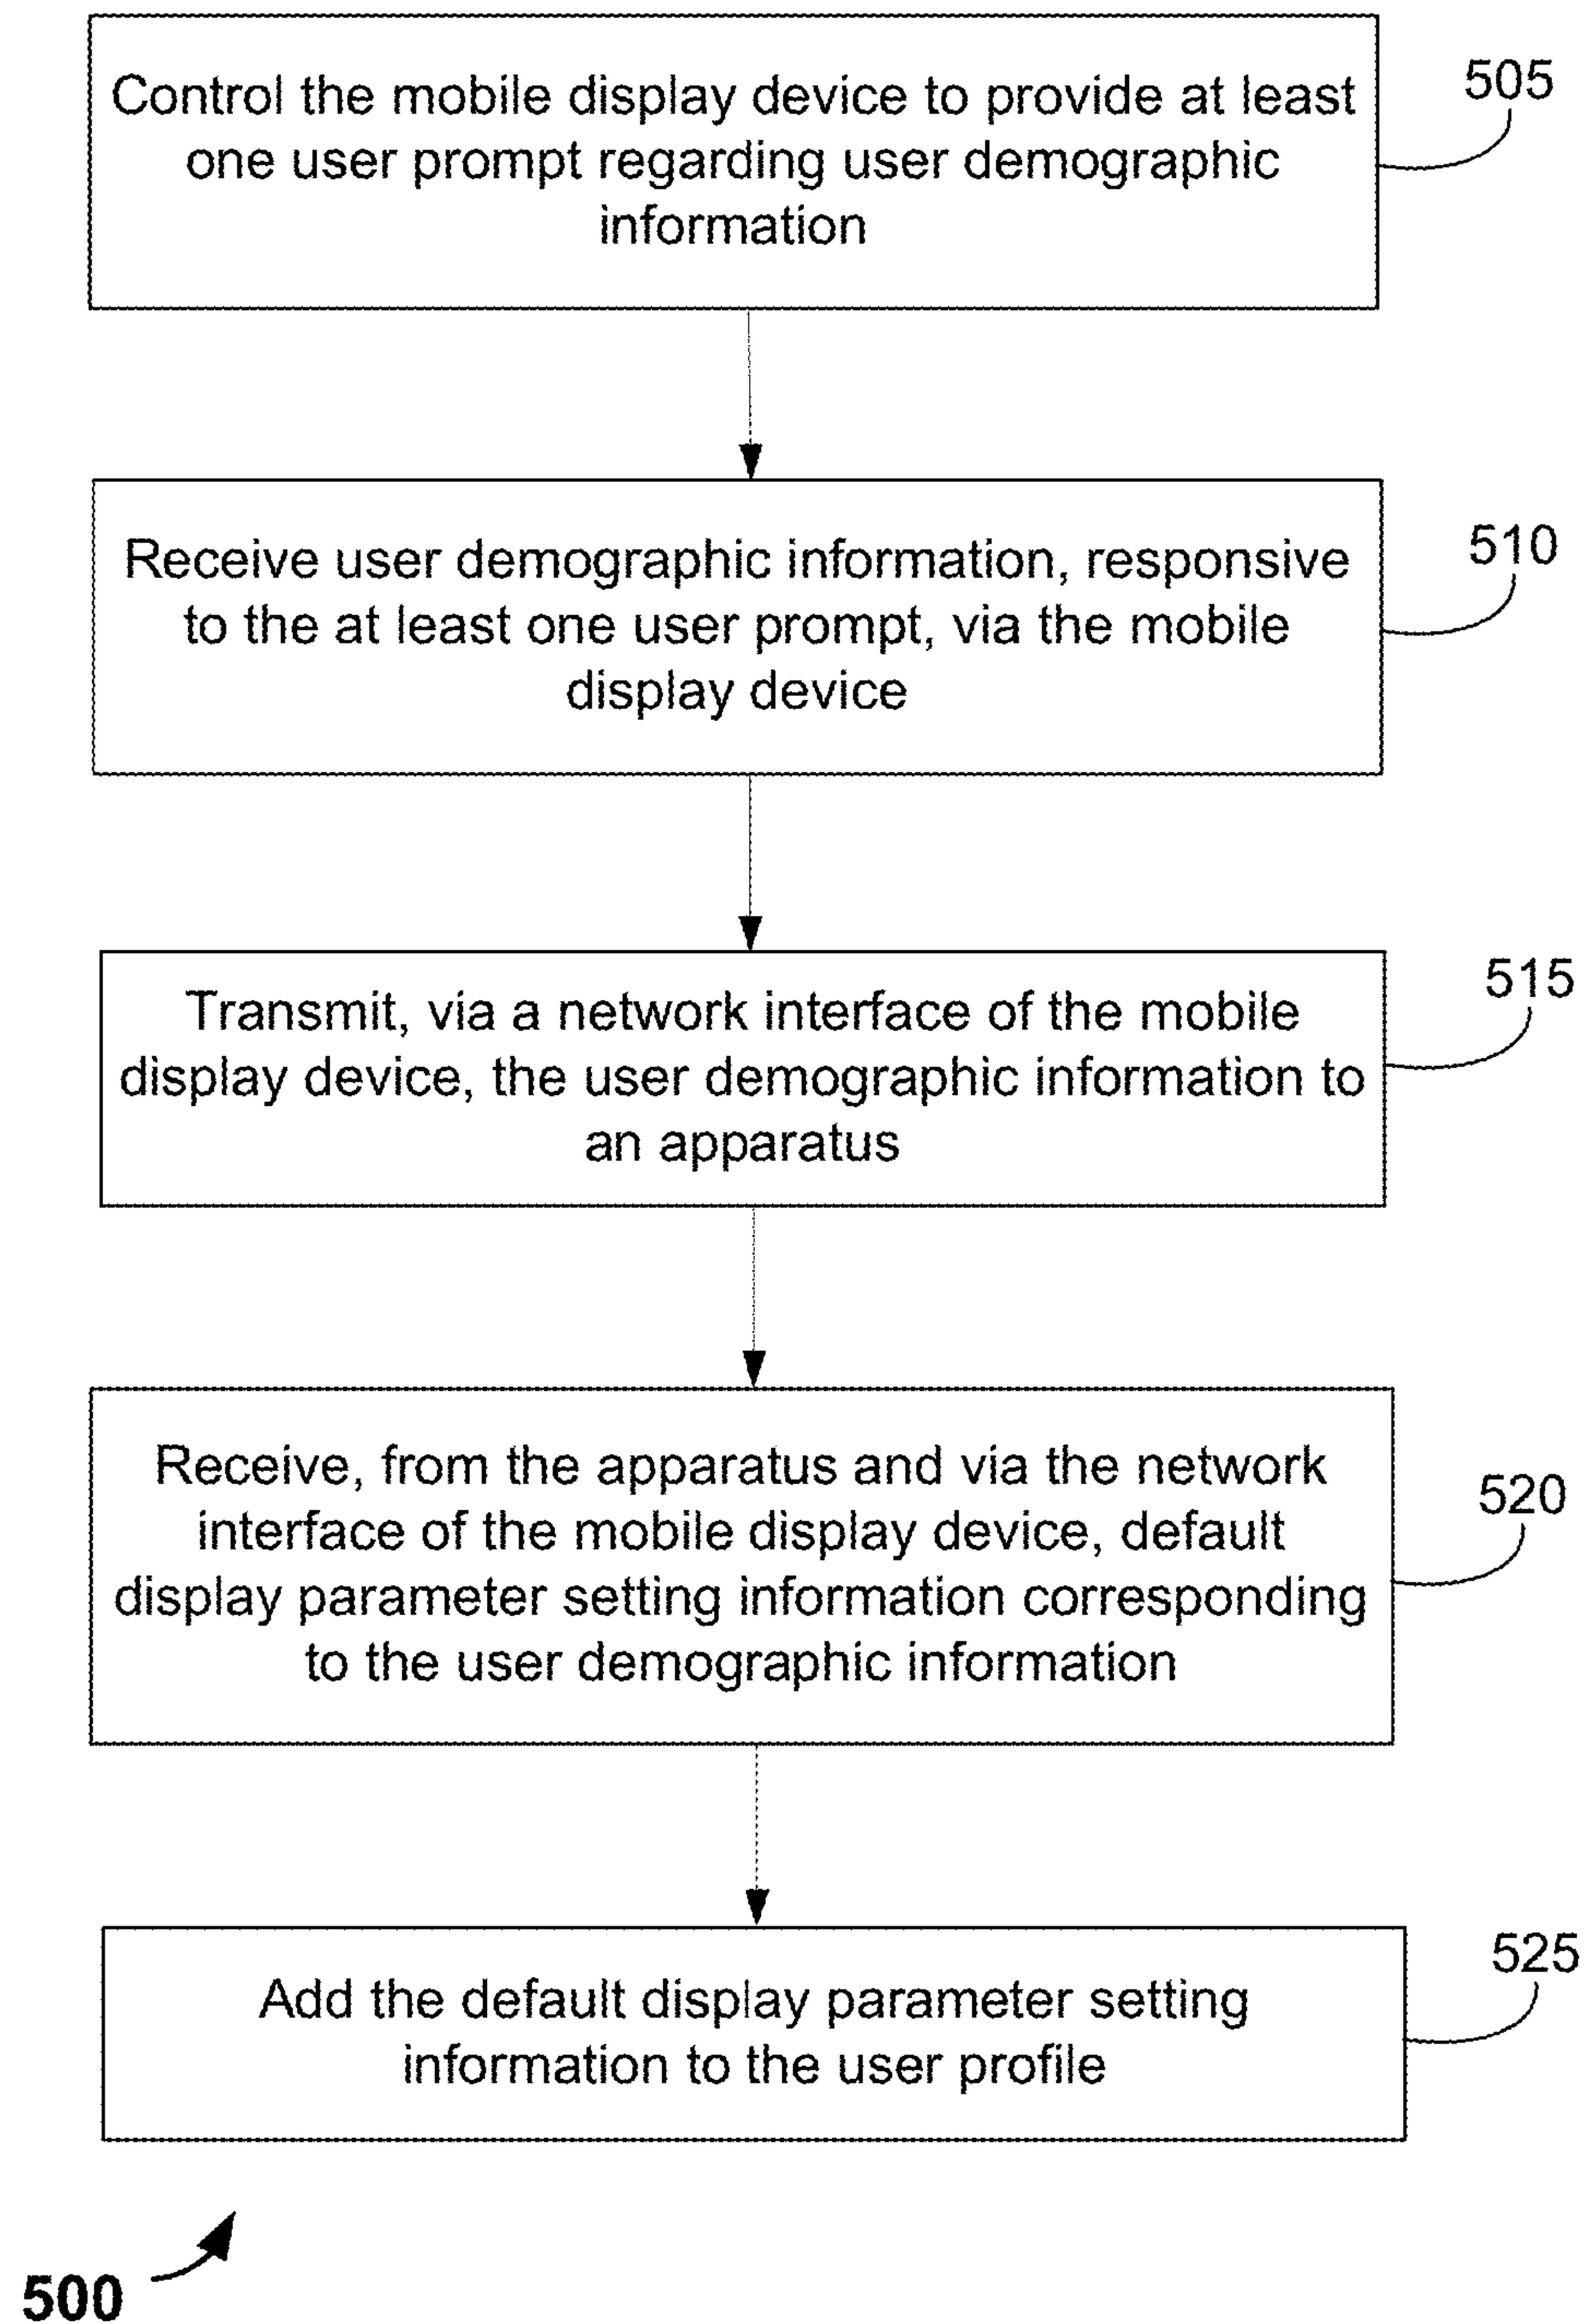 Control the mobile display device to provide at least
one user prompt regarding user demographic
information
505
Receive user demographic information, responsive
to the at least one user prompt, via the mobile
display device
510
Transmit, via a network interface of the mobile
display device, the user demographic information to
an apparatus
515
Receive, from the apparatus and via the network
interface of the mobile display device, default
display parameter setting information corresponding
to the user demographic information
520
Add the default display parameter setting
information to the user profile
525
500